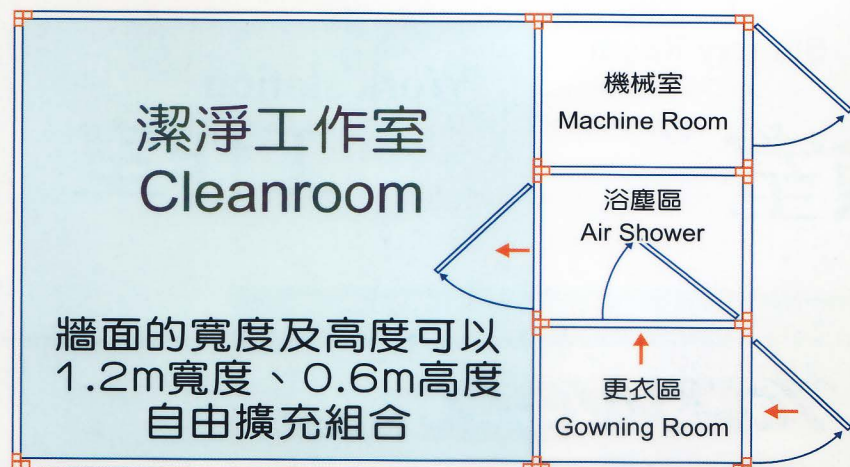 潔淨工作室
Cleanroom
牆面的寬度及高度可以
1.2m寬度、0.6m高度
自由擴充組合
機械室
Machine Room
浴塵區
Air Shower
更衣區
Gowning Room